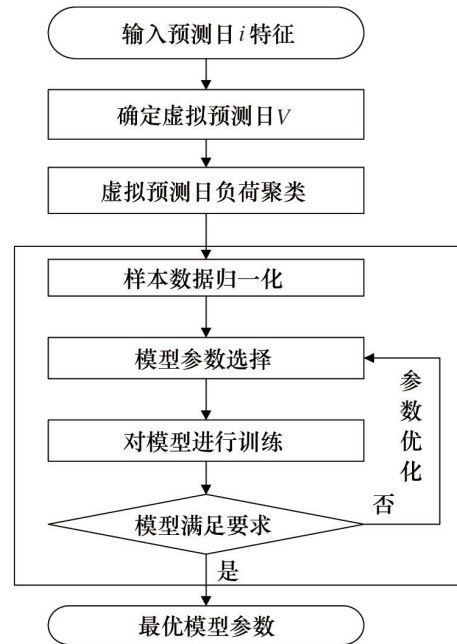 输入预测日i特征
确定虚拟预测日V
虚拟预测日负荷聚类
样本数据归一化
模型参数选择
参数优化
对模型进行训练
模型满足要求
否
是
最优模型参数